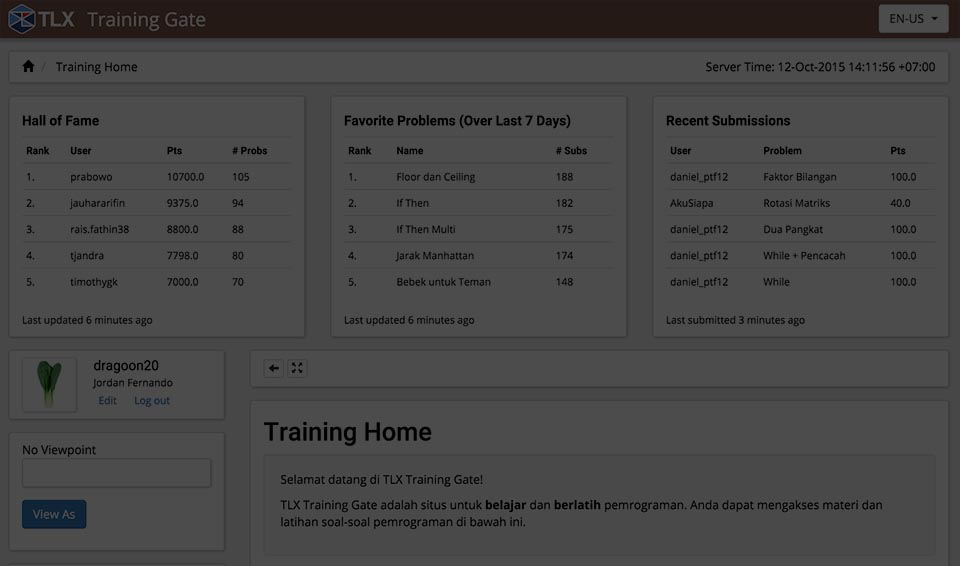 TLX Training Gate
EN-US
Training Home
Server Time: 12-Oct-2015 14:11:56 +07:00
Hall of Fame
Rank User Pts # Probs
1. prabowo 10700.0 105
2. jauhararifin 9375.0 94
3. rais.fathin38 8800.0 88
4. tjandra 7798.0 80
5. timothygk 7000.0 70
Last updated 6 minutes ago
Favorite Problems (Over Last 7 Days)
Rank Name # Subs
1. Floor dan Ceiling 188
2. If Then 182
3. If Then Multi 175
4. Jarak Manhattan 174
5. Bebek untuk Teman 148
Last updated 6 minutes ago
Recent Submissions
User Problem Pts
daniel_ptf12 Faktor Bilangan 100.0
AkuSiapa Rotasi Matriks 40.0
daniel_ptf12 Dua Pangkat 100.0
daniel_ptf12 While + Pencacah 100.0
daniel_ptf12 While 100.0
Last submitted 3 minutes ago
dragoon20
Jordan Fernando
Edit Log out
No Viewpoint
View As
Training Home
Selamat datang di TLX Training Gate!
TLX Training Gate adalah situs untuk belajar dan berlatih pemrograman. Anda dapat mengakses materi dan
latihan soal-soal pemrograman di bawah ini.